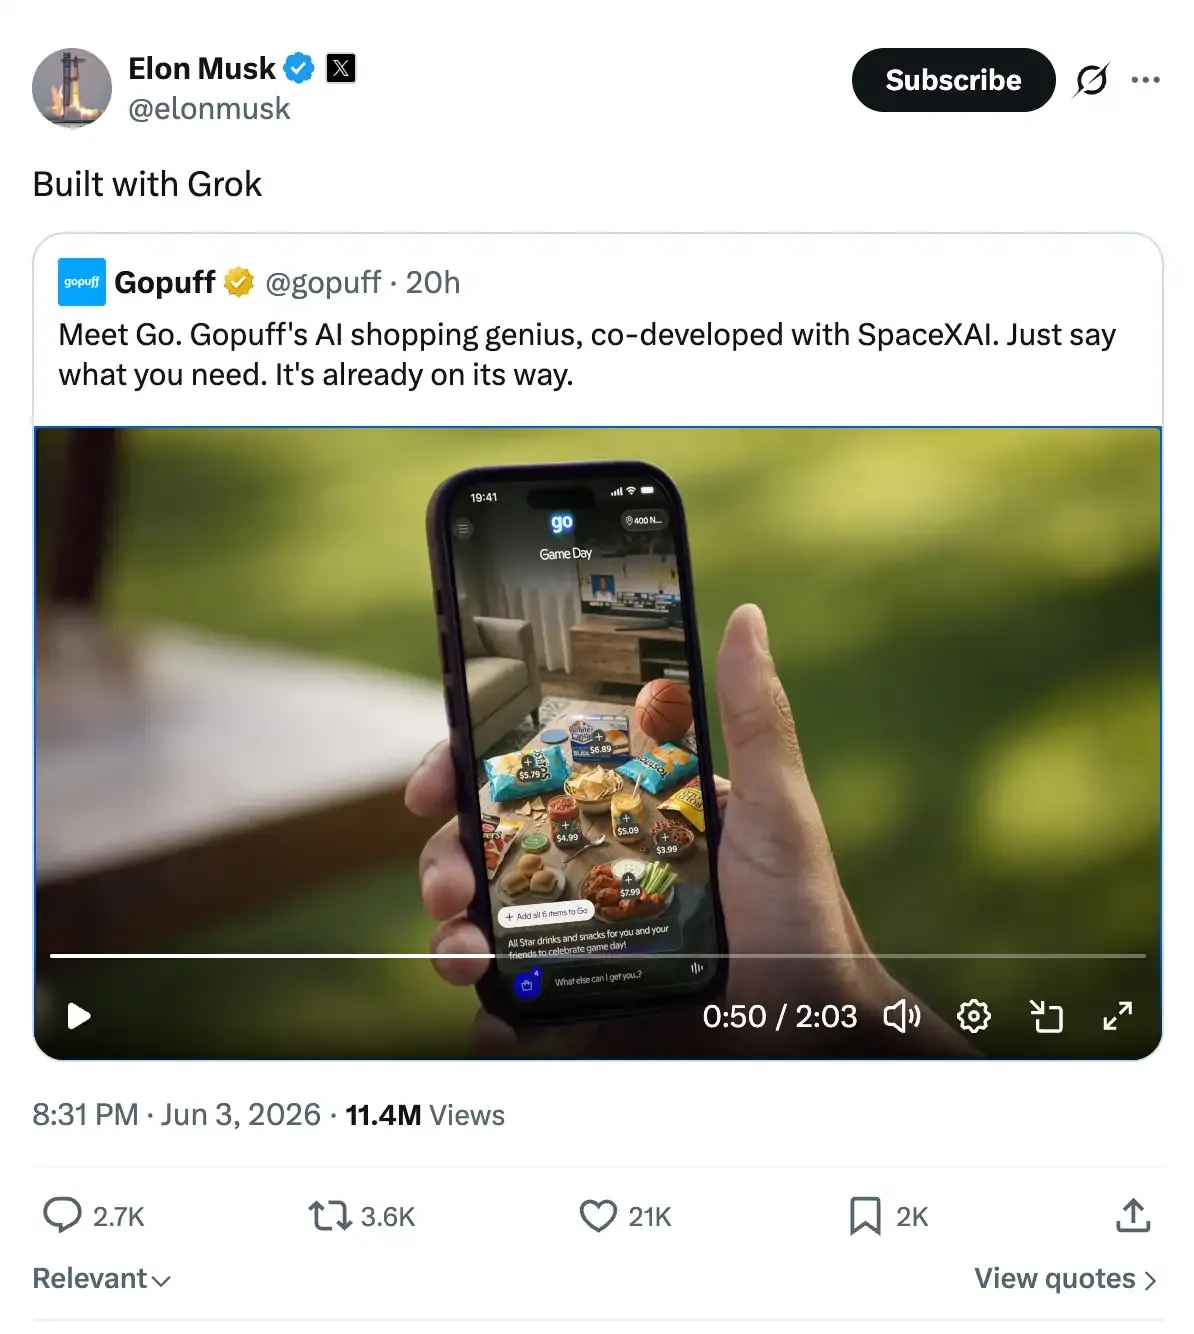 Elon Musk
@elonmusk
Subscribe
Built with Grok
gopuff
Gopuff @gopuff · 20h
Meet Go. Gopuff's AI shopping genius, co-developed with SpaceXAI. Just say
what you need. It's already on its way.
19:41
go
400 N...
Game Day
$6.89
$5.79
$4.99
$5.09
$3.99
$7.99
+ Add all 6 items to Go
All Star drinks and snacks for you and your
friends to celebrate game day!
4
What else can I get you..?
0:50 / 2:03
8:31 PM · Jun 3, 2026 · 11.4M Views
2.7K
3.6K
21K
2K
Relevant
View quotes